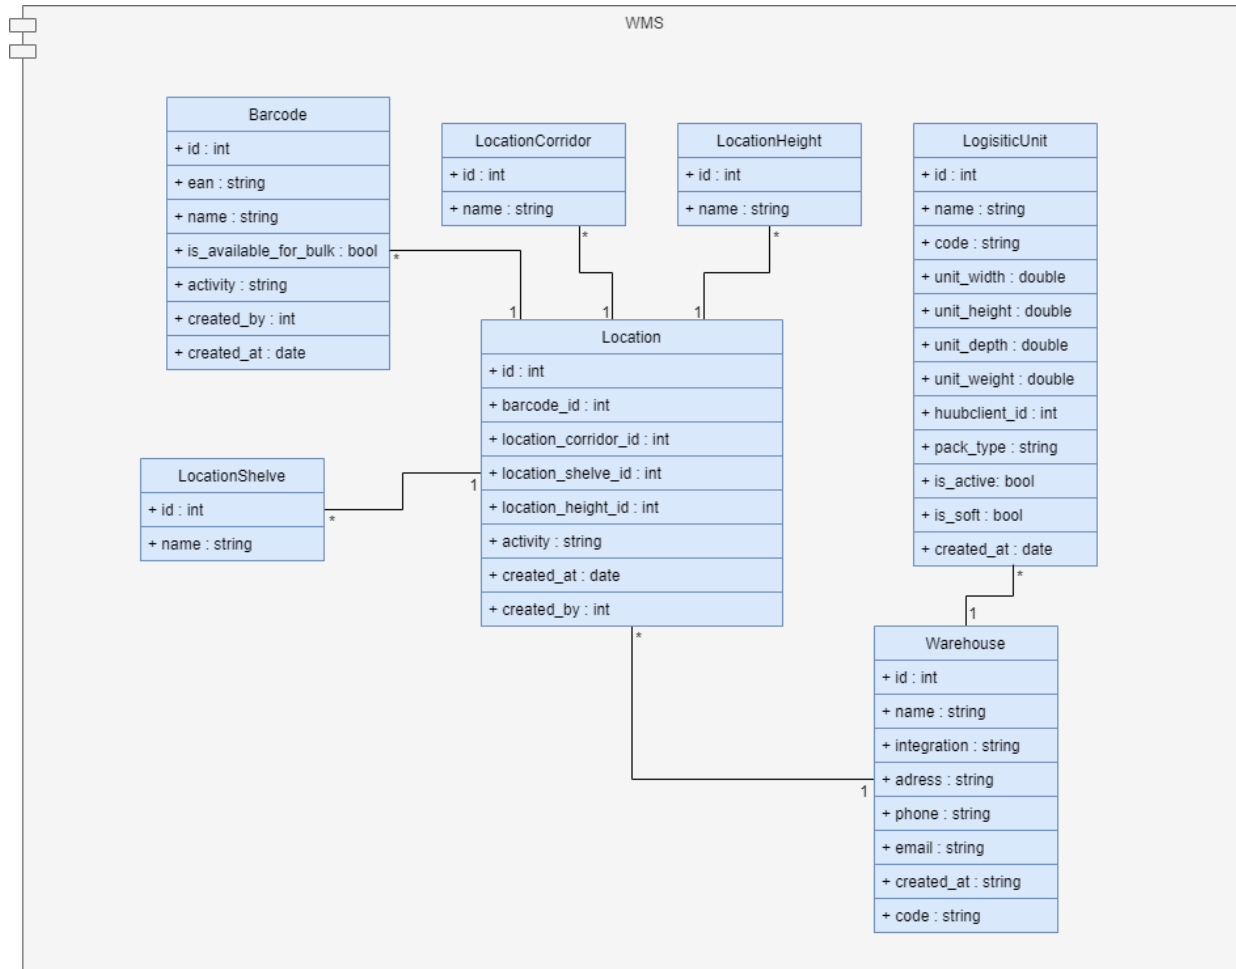 WMS
Barcode
+ id : int
+ ean : string
+ name : string
+ is_available_for_bulk : bool
+ activity : string
+ created_by : int
+ created_at : date
*
1
LocationCorridor
+ id : int
+ name : string
*
1
LocationHeight
+ id : int
+ name : string
*
1
LogisiticUnit
+ id : int
+ name : string
+ code : string
+ unit_width : double
+ unit_height : double
+ unit_depth : double
+ unit_weight : double
+ huubclient_id : int
+ pack_type : string
+ is_active: bool
+ is_soft : bool
+ created_at : date
*
1
Location
+ id : int
+ barcode_id : int
+ location_corridor_id : int
+ location_shelve_id : int
+ location_height_id : int
+ activity : string
+ created_at : date
+ created_by : int
*
1
LocationShelve
+ id : int
+ name : string
*
1
Warehouse
+ id : int
+ name : string
+ integration : string
+ adress : string
+ phone : string
+ email : string
+ created_at : string
+ code : string